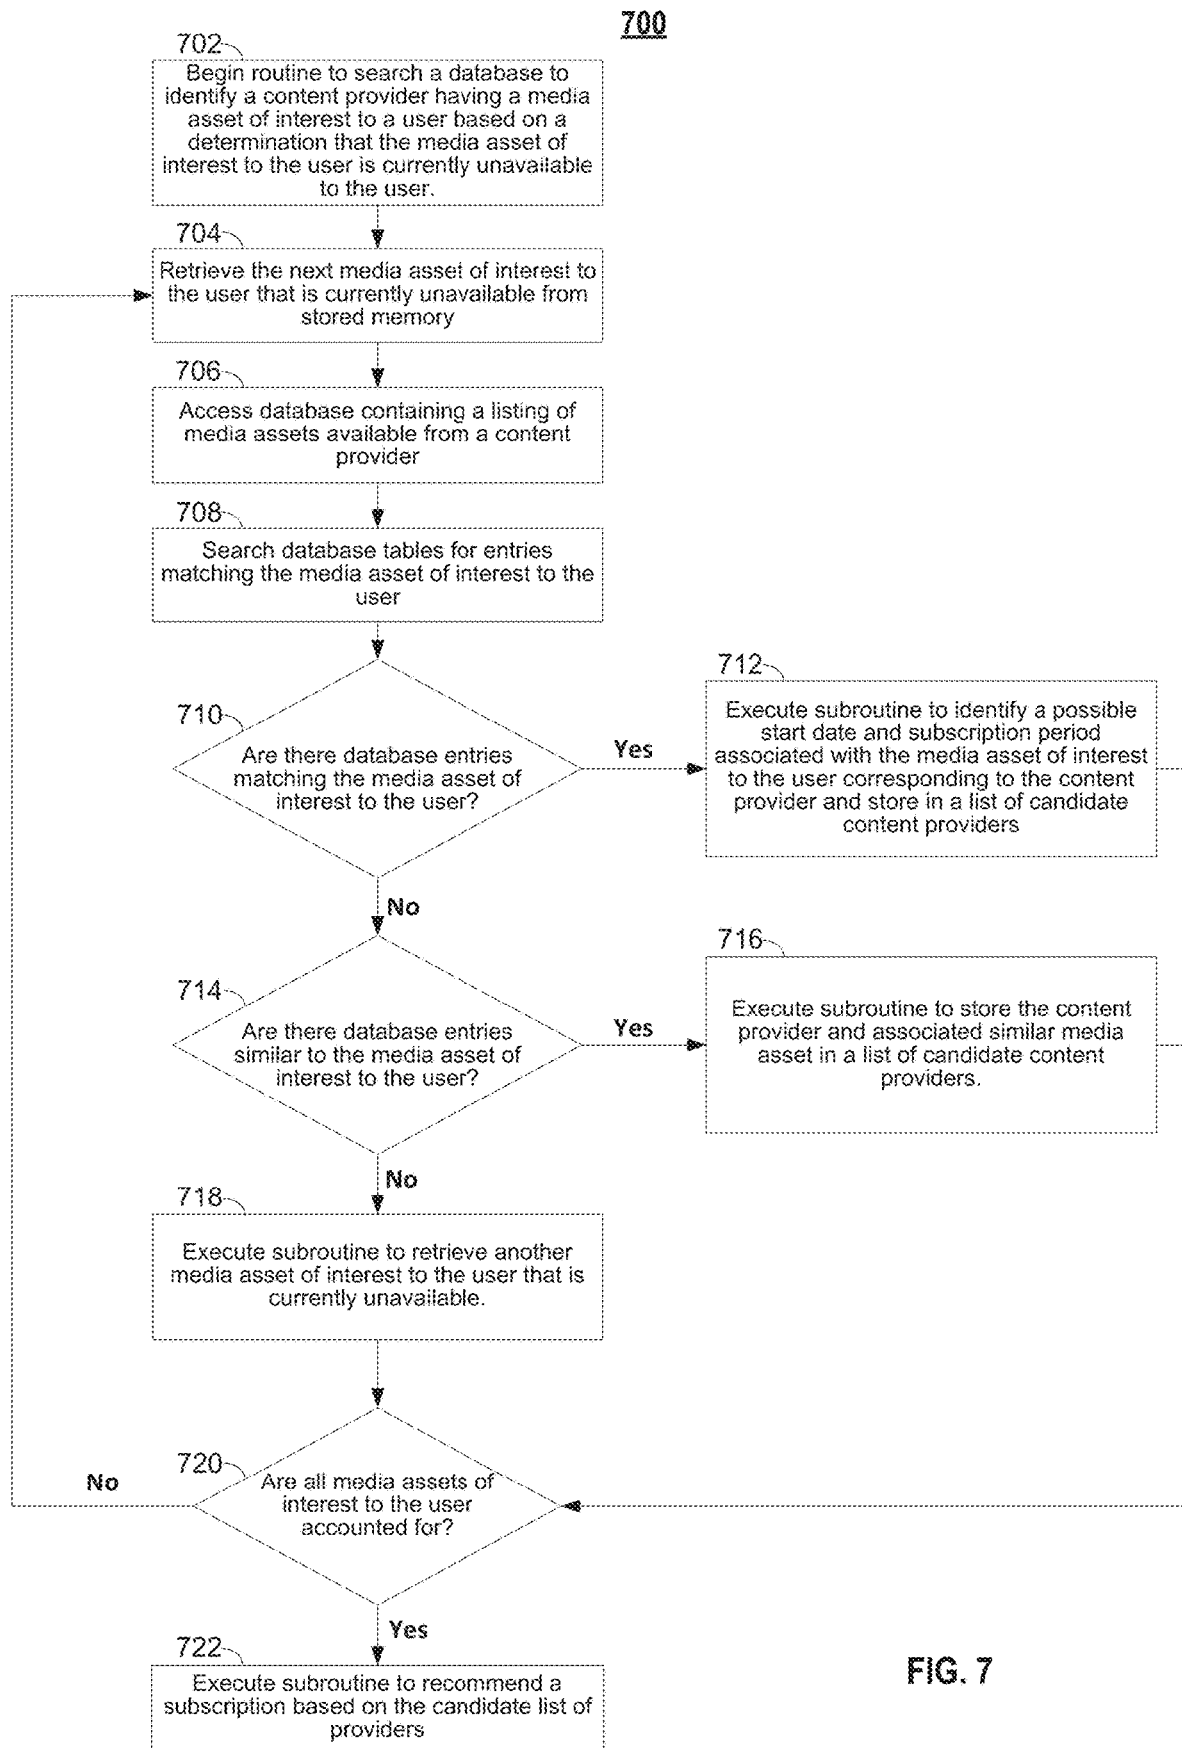 700
702
Begin routine to search a database to
identify a content provider having a media
asset of interest to a user based on a
determination that the media asset of
interest to the user is currently unavailable
to the user.
704
Retrieve the next media asset of interest to
the user that is currently unavailable from
stored memory
706
Access database containing a listing of
media assets available from a content
provider
708
Search database tables for entries
matching the media asset of interest to the
user
710
Are there database entries
matching the media asset of
interest to the user?
Yes
712
Execute subroutine to identify a possible
start date and subscription period
associated with the media asset of interest
to the user corresponding to the content
provider and store in a list of candidate
content providers
No
714
Are there database entries
similar to the media asset of
interest to the user?
Yes
716
Execute subroutine to store the content
provider and associated similar media
asset in a list of candidate content
providers.
No
718
Execute subroutine to retrieve another
media asset of interest to the user that is
currently unavailable.
720
Are all media assets of
interest to the user
accounted for?
No
Yes
722
Execute subroutine to recommend a
subscription based on the candidate list of
providers
FIG. 7